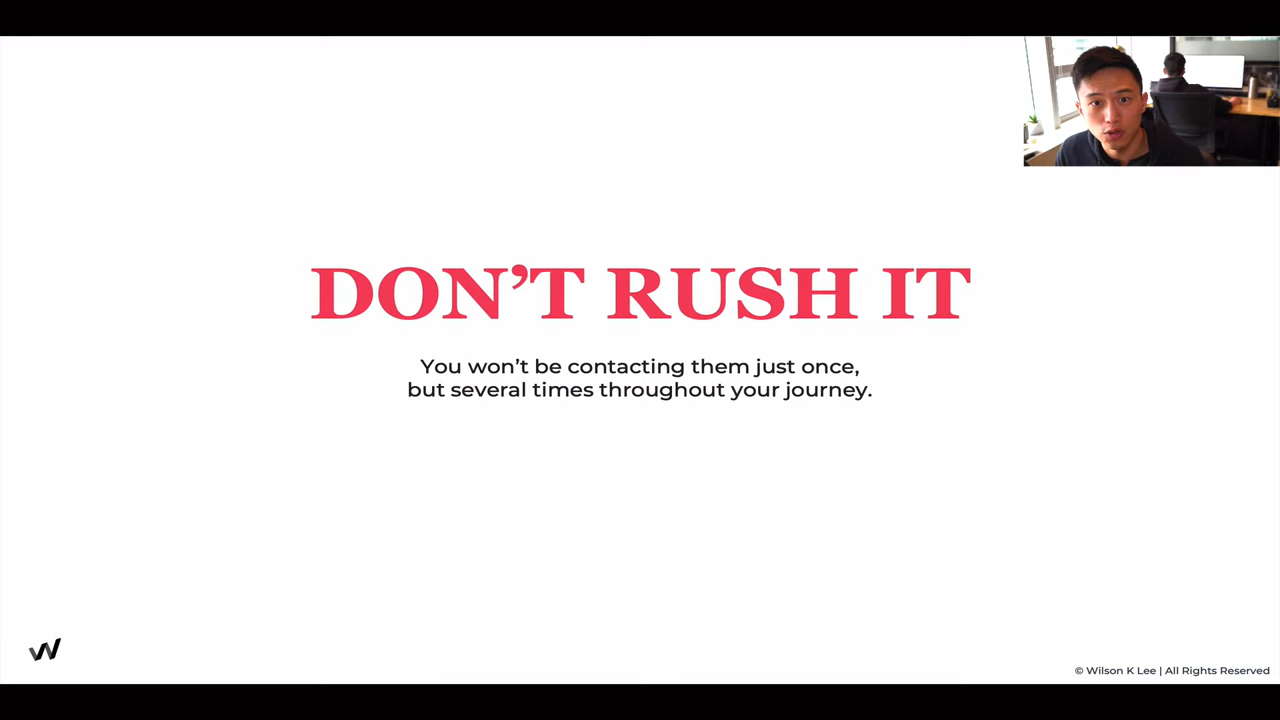 DON’T RUSH IT
You won’t be contacting them just once,
but several times throughout your journey.
© Wilson K Lee | All Rights Reserved